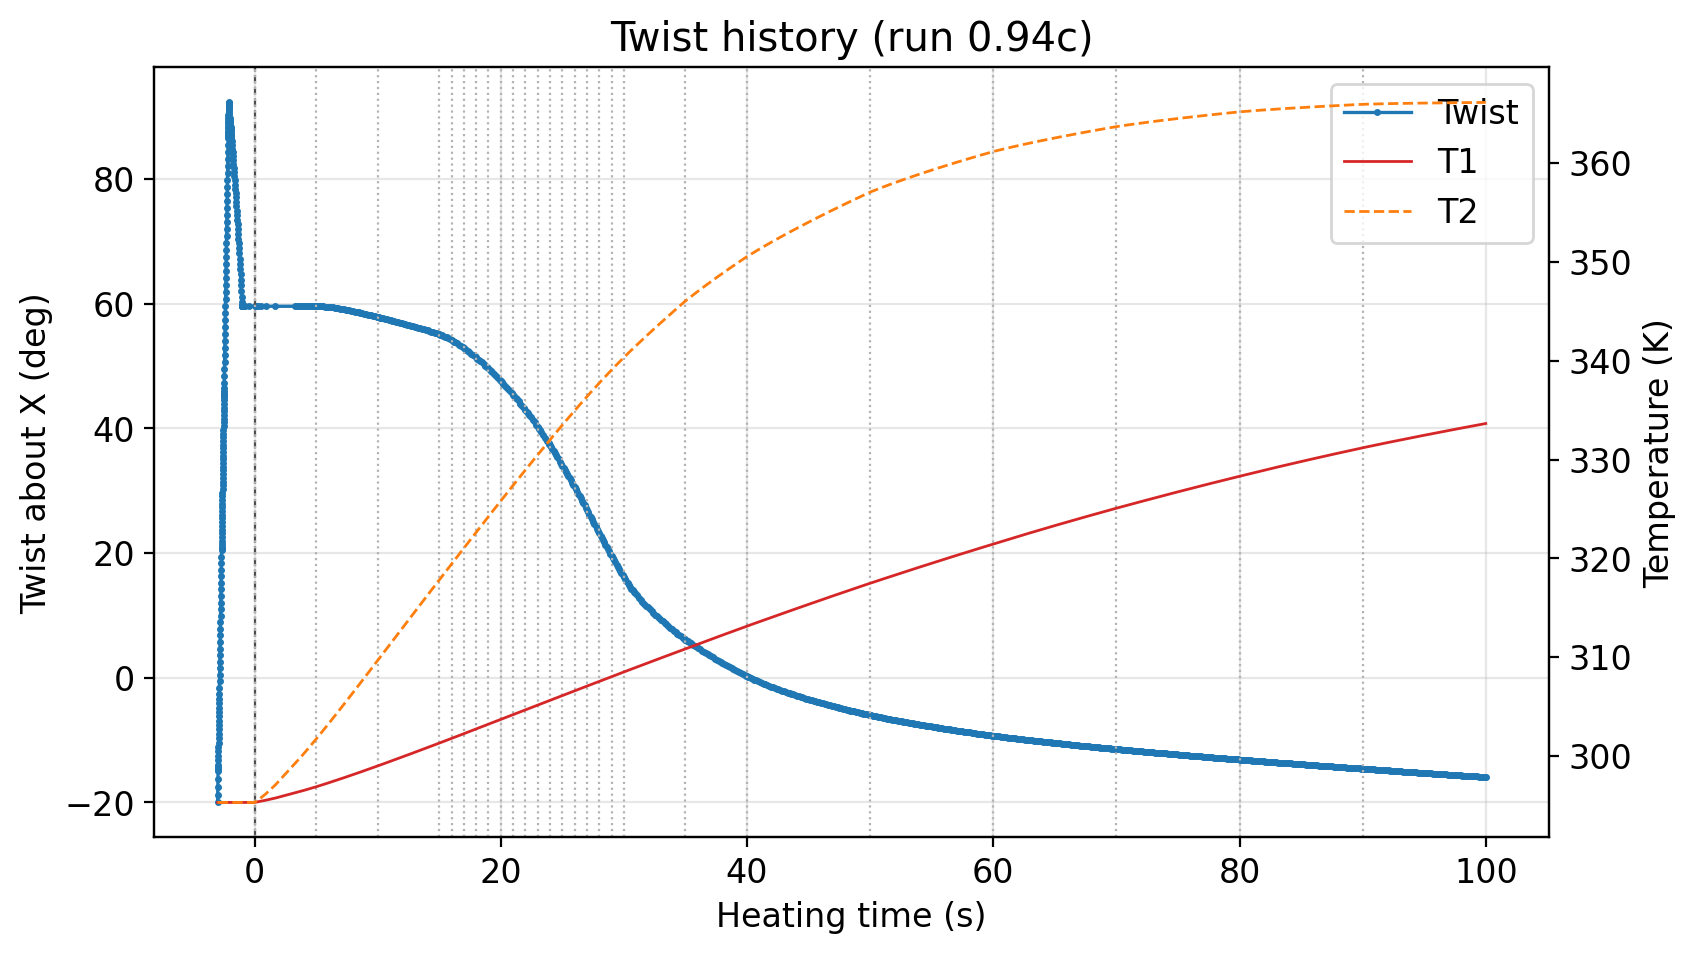 Twist history (run 0.94c)
Twist
T1
T2
Twist about X (deg)
80
60
40
20
0
−20
Temperature (K)
360
350
340
330
320
310
300
0 20 40 60 80 100
Heating time (s)